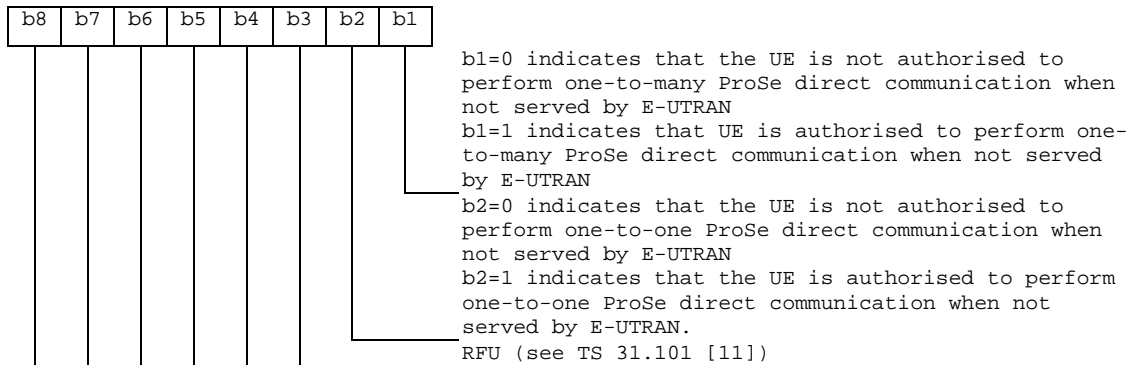 b8 b7 b6 b5 b4 b3 b2 b1
b1=0 indicates that the UE is not authorised to
perform one-to-many ProSe direct communication when
not served by E-UTRAN
b1=1 indicates that UE is authorised to perform one-
to-many ProSe direct communication when not served
by E-UTRAN
b2=0 indicates that the UE is not authorised to
perform one-to-one ProSe direct communication when
not served by E-UTRAN
b2=1 indicates that the UE is authorised to perform
one-to-one ProSe direct communication when not
served by E-UTRAN.
RFU (see TS 31.101 [11])